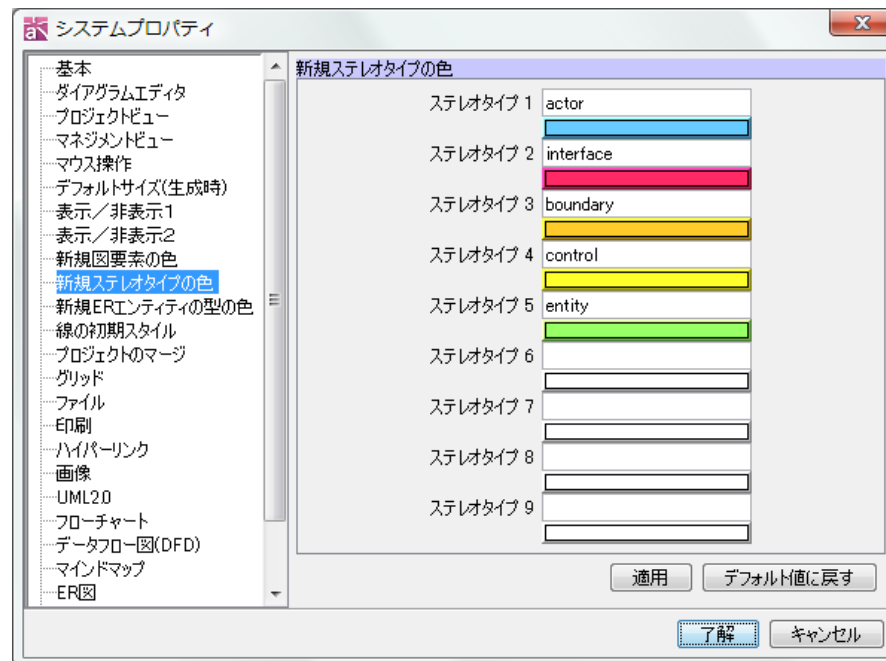 システムプロパティ
基本
ダイアグラムエディタ
プロジェクトビュー
マネジメントビュー
マウス操作
デフォルトサイズ(生成時)
表示／非表示1
表示／非表示2
新規図要素の色
新規ステレオタイプの色
新規ERエンティティの型の色
線の初期スタイル
プロジェクトのマージ
グリッド
ファイル
印刷
ハイパーリンク
画像
UML2.0
フローチャート
データフロー図(DFD)
マインドマップ
ER図
新規ステレオタイプの色
ステレオタイプ 1 actor
ステレオタイプ 2 interface
ステレオタイプ 3 boundary
ステレオタイプ 4 control
ステレオタイプ 5 entity
ステレオタイプ 6
ステレオタイプ 7
ステレオタイプ 8
ステレオタイプ 9
適用 デフォルト値に戻す
了解 キャンセル